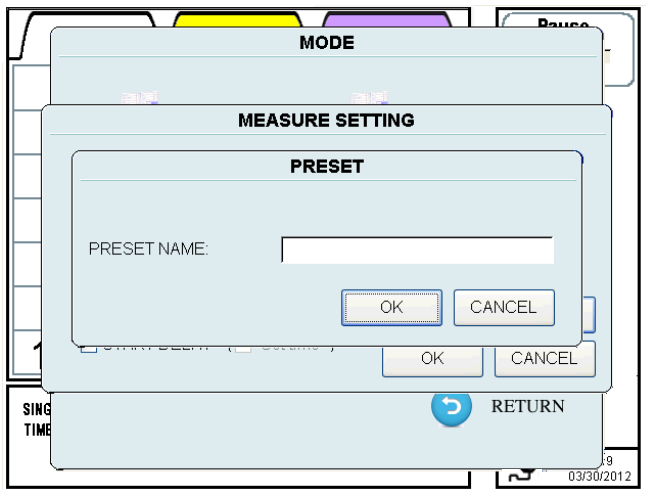 Pause
MODE
MEASURE SETTING
PRESET
PRESET NAME:
OK CANCEL
OK CANCEL
SING
TIME
RETURN
03/30/2012